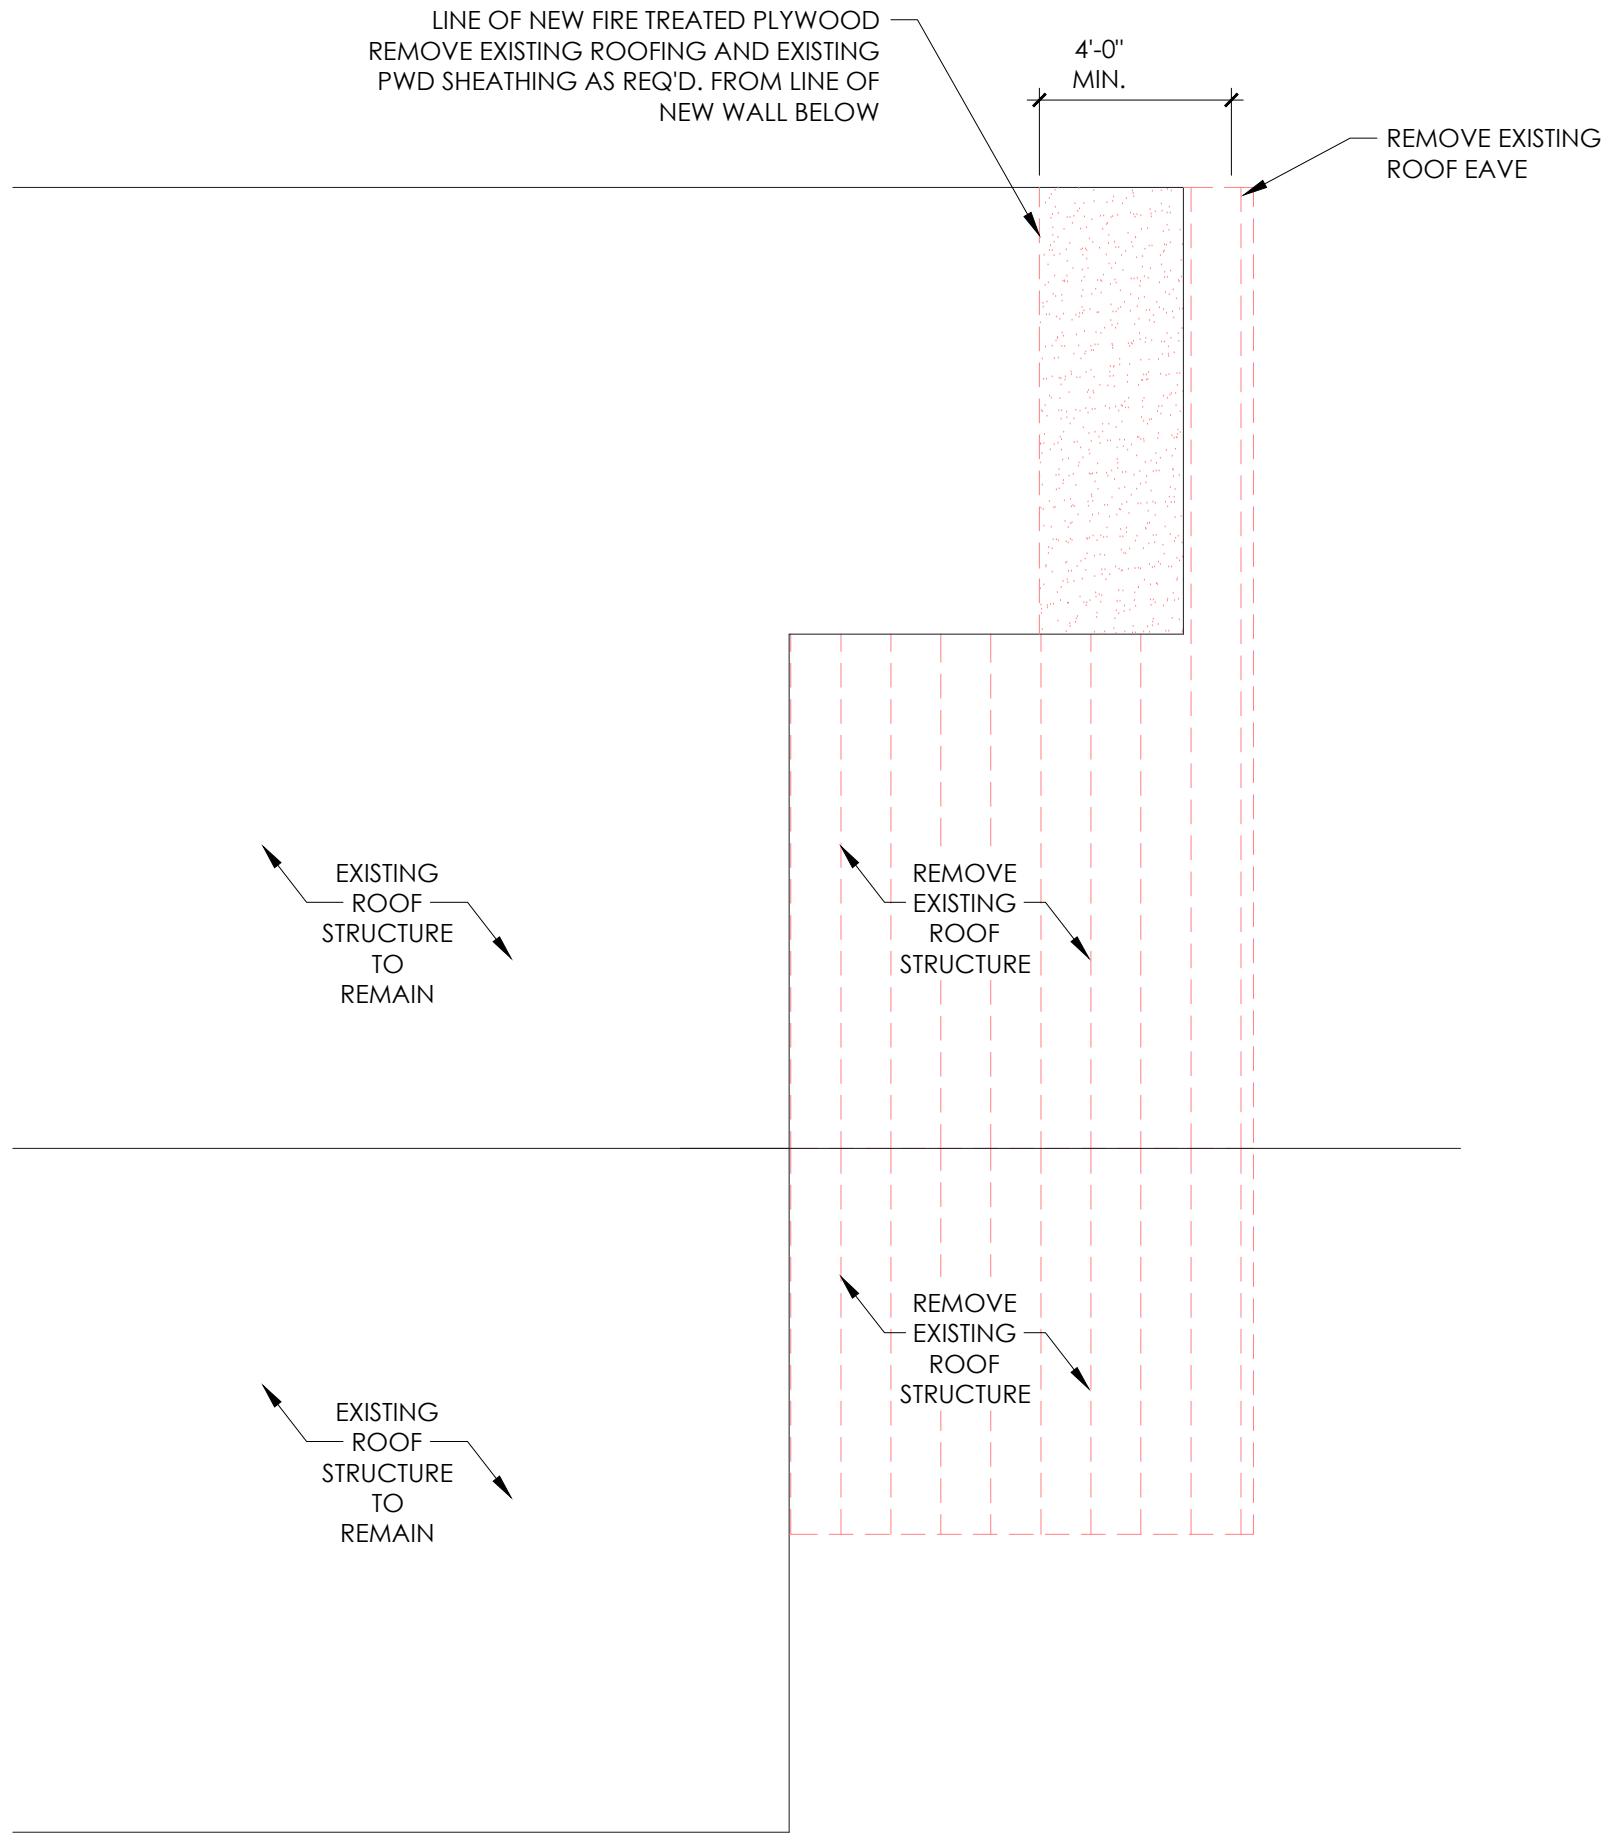 LINE OF NEW FIRE TREATED PLYWOOD
REMOVE EXISTING ROOFING AND EXISTING
PWD SHEATHING AS REQ'D. FROM LINE OF
NEW WALL BELOW
4'-0"
MIN.
REMOVE EXISTING
ROOF EAVE
EXISTING
ROOF
STRUCTURE
TO
REMAIN
REMOVE
EXISTING
ROOF
STRUCTURE
REMOVE
EXISTING
ROOF
STRUCTURE
EXISTING
ROOF
STRUCTURE
TO
REMAIN